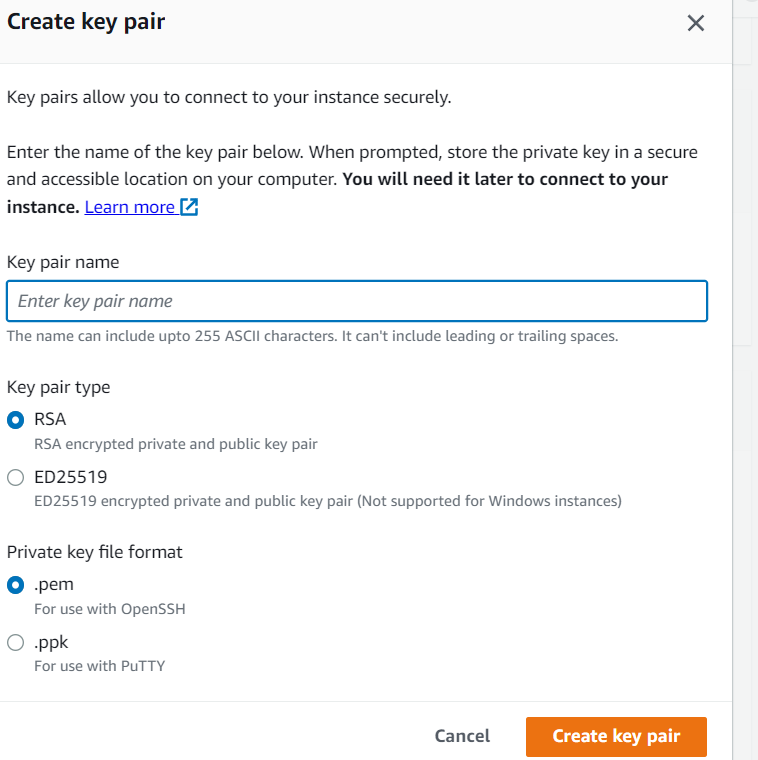 Create key pair
Key pairs allow you to connect to your instance securely.
Enter the name of the key pair below. When prompted, store the private key in a secure
and accessible location on your computer. You will need it later to connect to your
instance. Learn more
Key pair name
Enter key pair name
The name can include upto 255 ASCII characters. It can't include leading or trailing spaces.
Key pair type
RSA
RSA encrypted private and public key pair
ED25519
ED25519 encrypted private and public key pair (Not supported for Windows instances)
Private key file format
.pem
For use with OpenSSH
.ppk
For use with PuTTY
Cancel
Create key pair